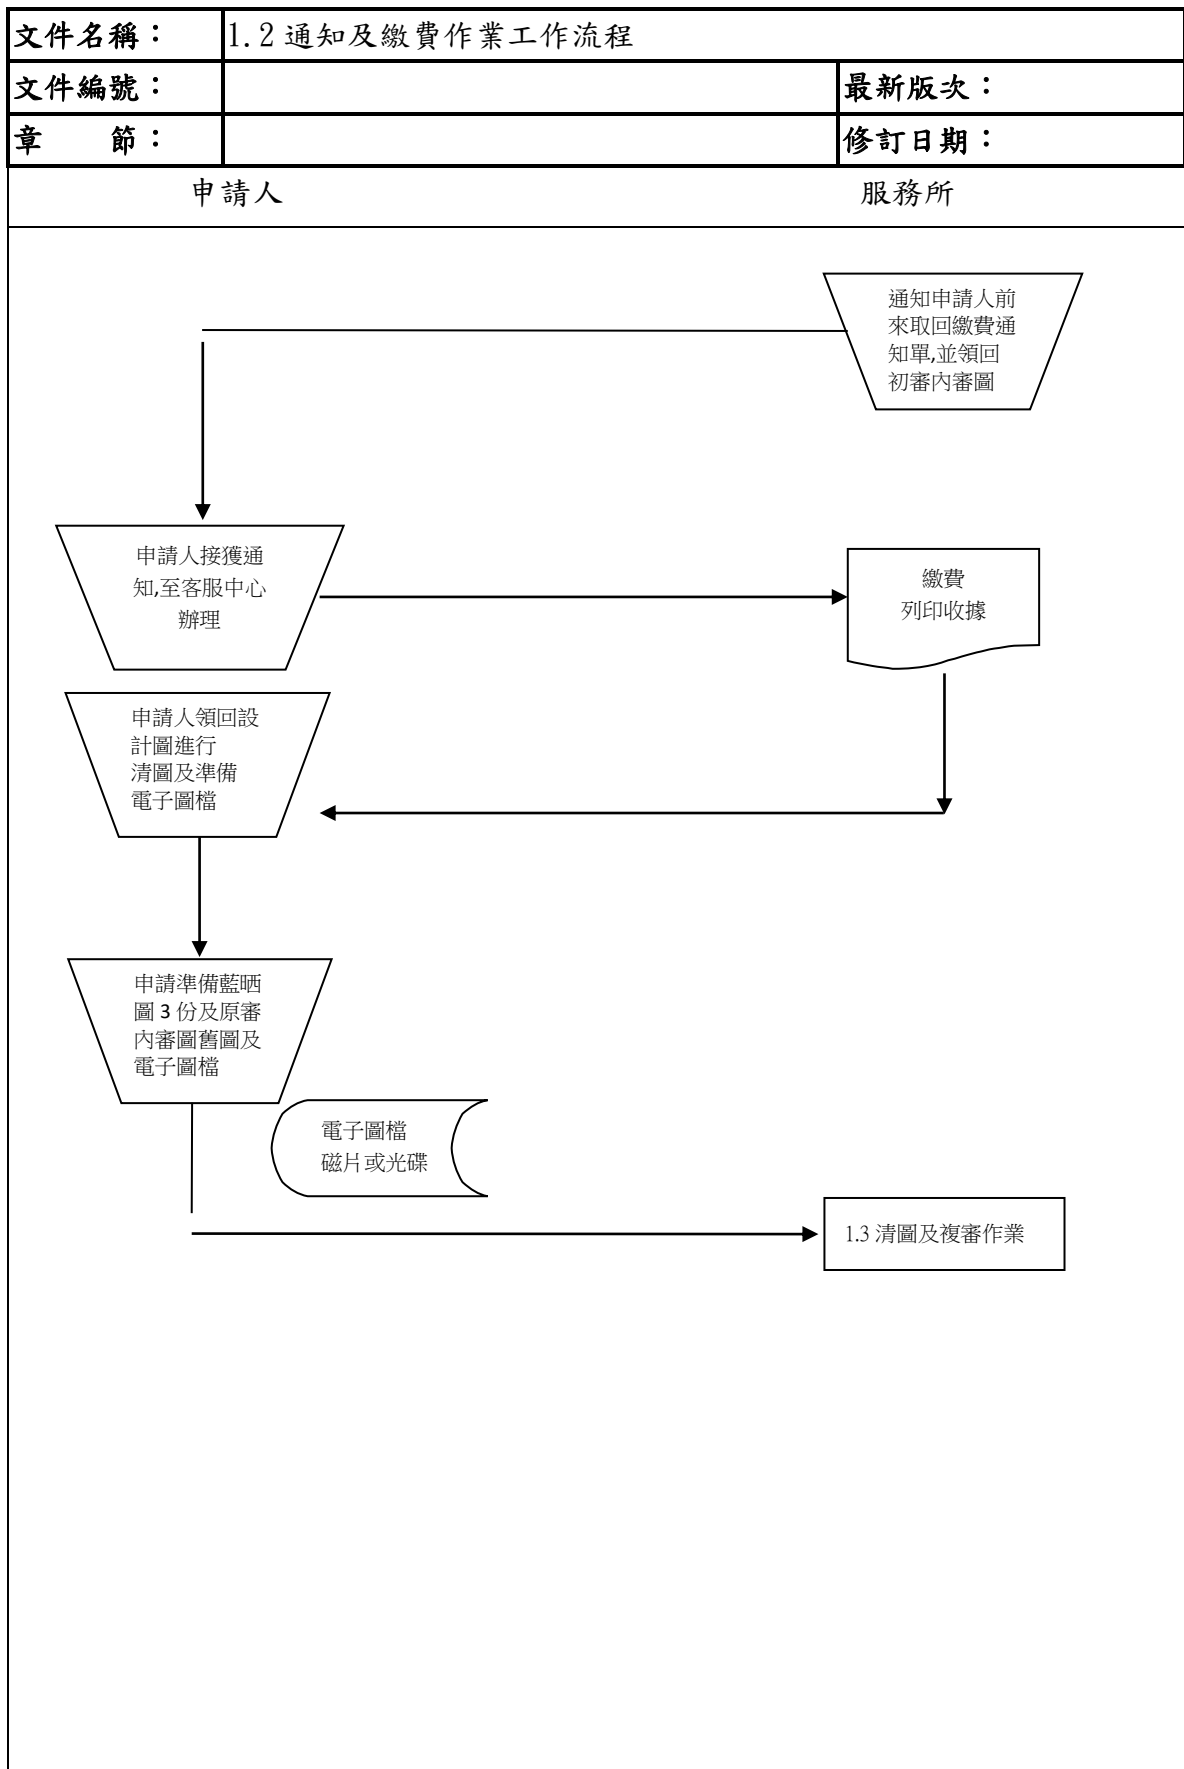 文件名稱：
1.2 通知及繳費作業工作流程
文件編號：
最新版次：
章 節：
修訂日期：
申請人
服務所
通知申請人前
來取回繳費通
知單,並領回
初審內審圖
申請人接獲通
知,至客服中心
辦理
繳費
列印收據
申請人領回設
計圖進行
清圖及準備
電子圖檔
申請準備藍晒
圖 3 份及原審
內審圖舊圖及
電子圖檔
電子圖檔
磁片或光碟
1.3 清圖及複審作業